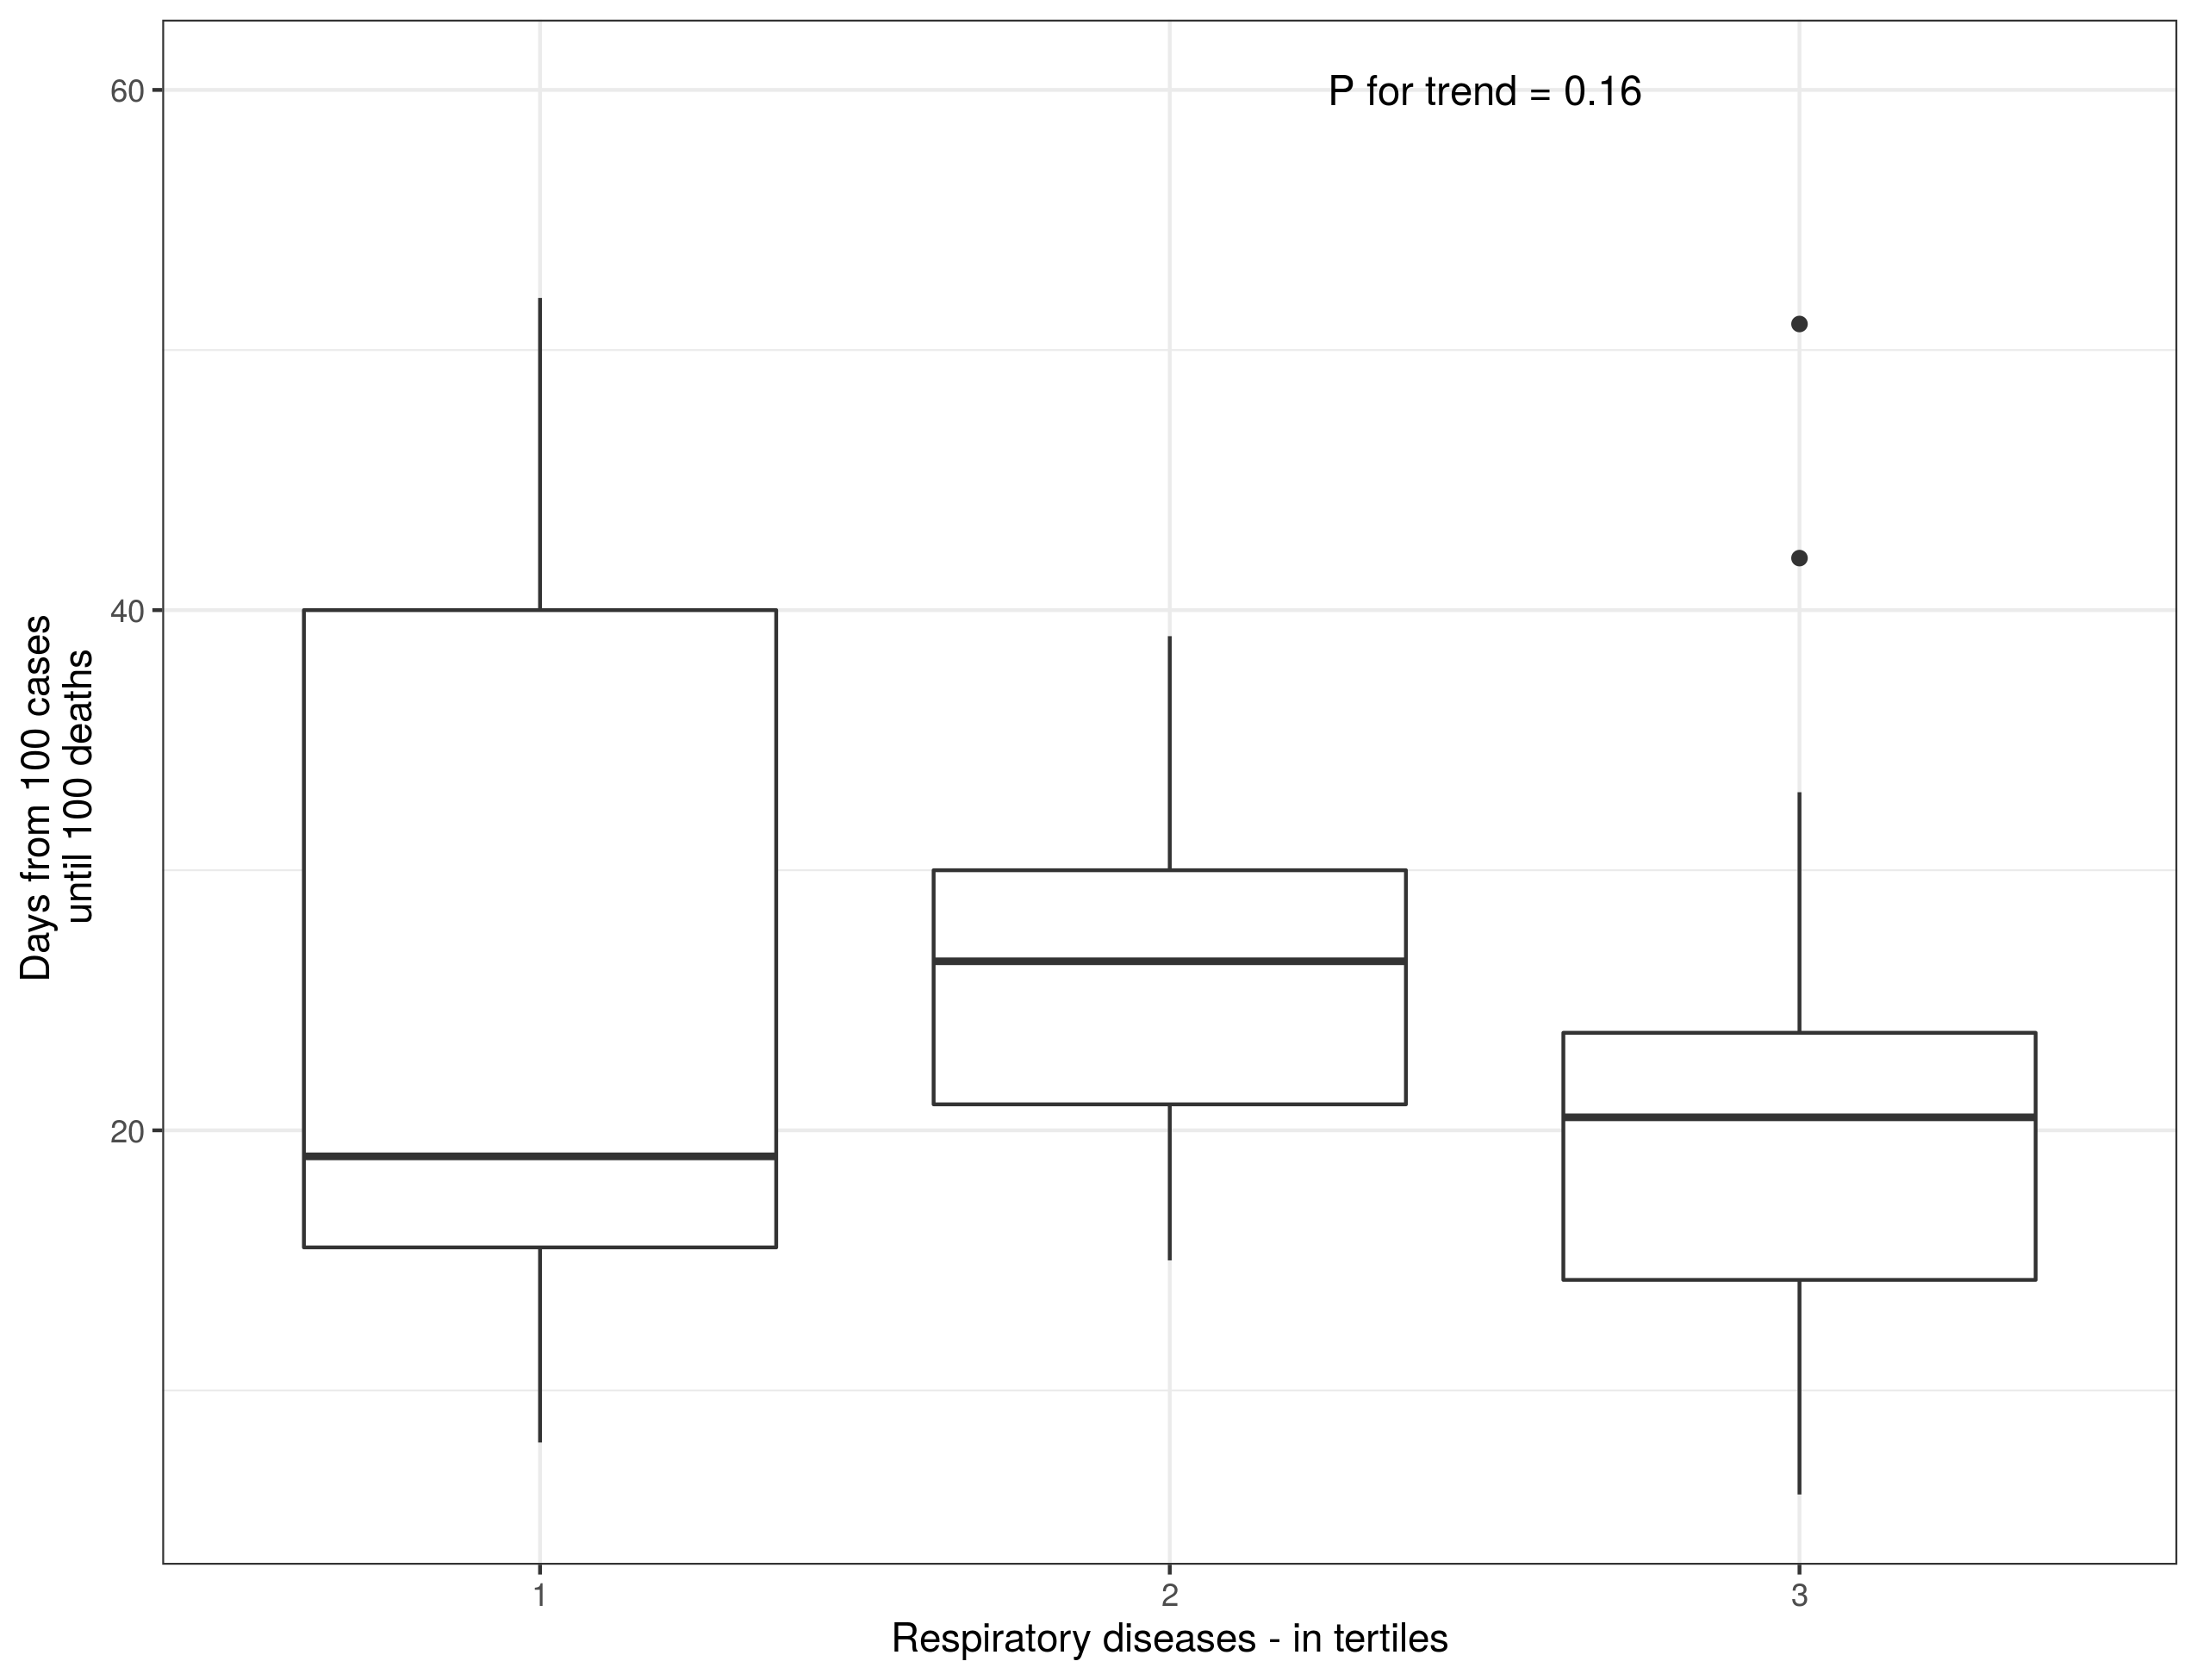 P for trend = 0.16
60
40
20
Days from 100 cases
until 100 deaths
1
2
3
Respiratory diseases - in tertiles